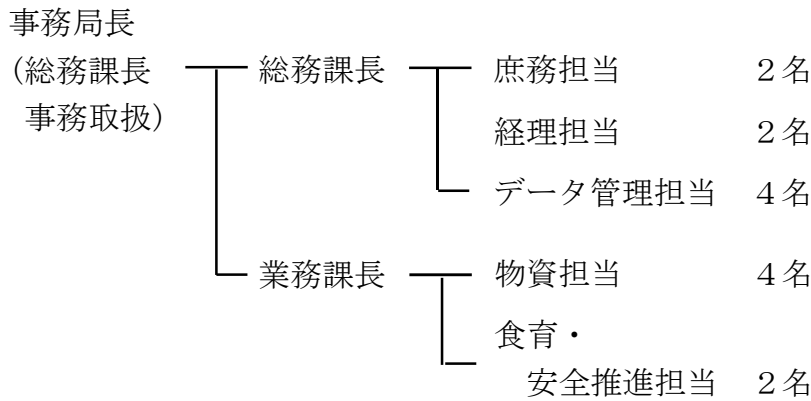 事務局長
(総務課長 総務課長 庶務担当 2名
事務取扱)
経理担当 2名
データ管理担当 4名
業務課長 物資担当 4名
食育・
安全推進担当 2名